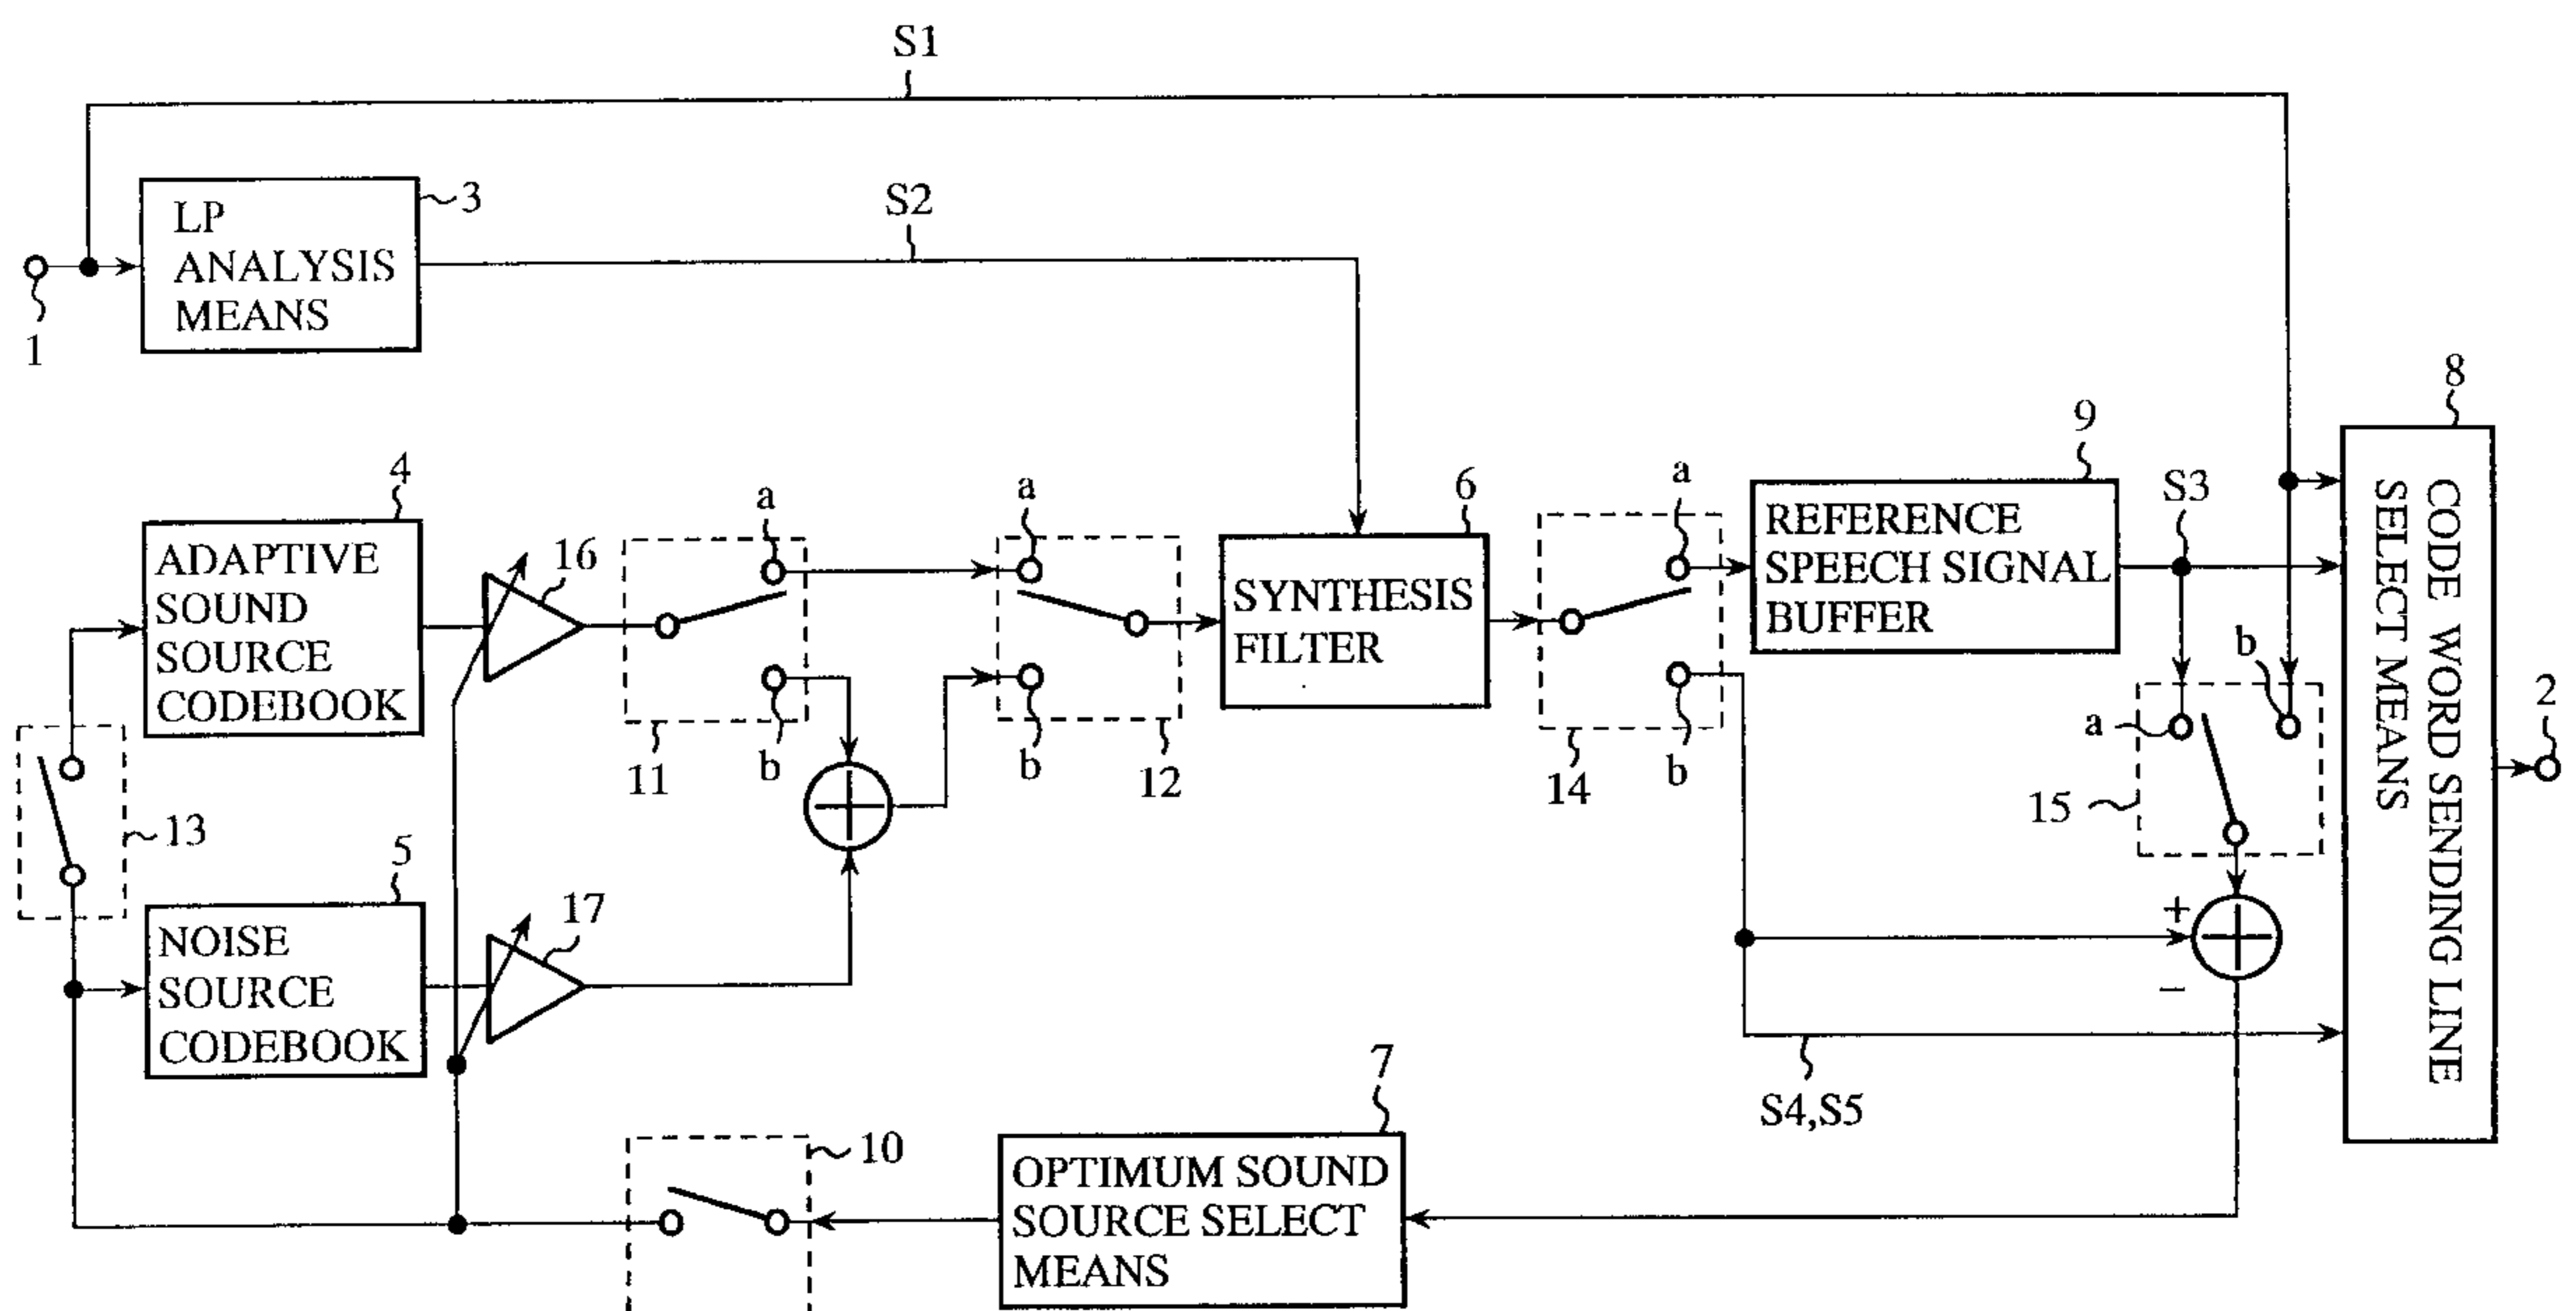 S1
LP
ANALYSIS
MEANS
3
S2
1
8
4
ADAPTIVE
SOUND
SOURCE
CODEBOOK
16
a
b
11
a
b
12
6
SYNTHESIS
FILTER
a
b
14
9
REFERENCE
SPEECH SIGNAL
BUFFER
S3
a
b
15
CODE WORD SENDING LINE
SELECT MEANS
2
13
5
NOISE
SOURCE
CODEBOOK
17
+
−
S4,S5
10
7
OPTIMUM SOUND
SOURCE SELECT
MEANS